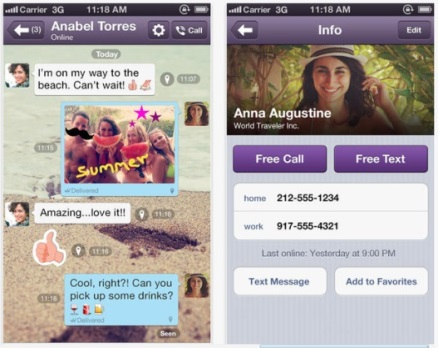 Carrier 3G 11:18 AM
(3) Anabel Torres
Online
Call
Today
I'm on my way to the
beach. Can't wait!
11:07
Summer
11:15
Delivered
Amazing...love it!!
11:16
11:16
Cool, right?! Can you
pick up some drinks?
11:18
Delivered
Seen
Carrier 3G 11:18 AM
Info
Edit
Anna Augustine
World Traveler Inc.
Free Call
Free Text
home 212-555-1234
work 917-555-4321
Last online: Yesterday at 9:00 PM
Text Message
Add to Favorites